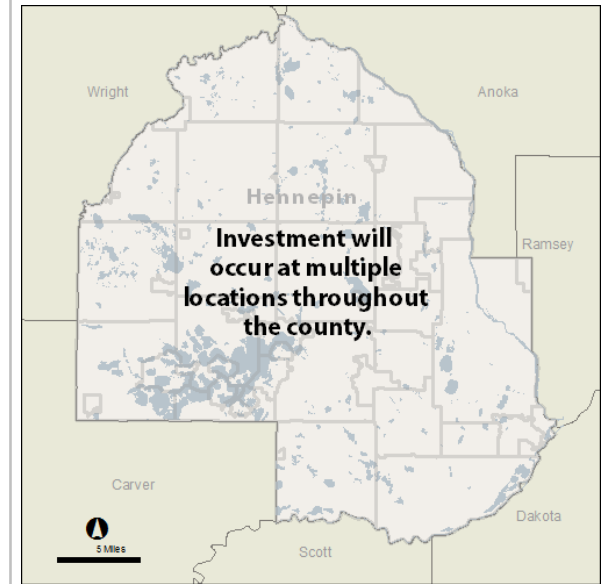 Wright
Anoka
Hennepin
Investment will
occur at multiple
locations throughout
the county.
Ramsey
Carver
Dakota
5 Miles
Scott